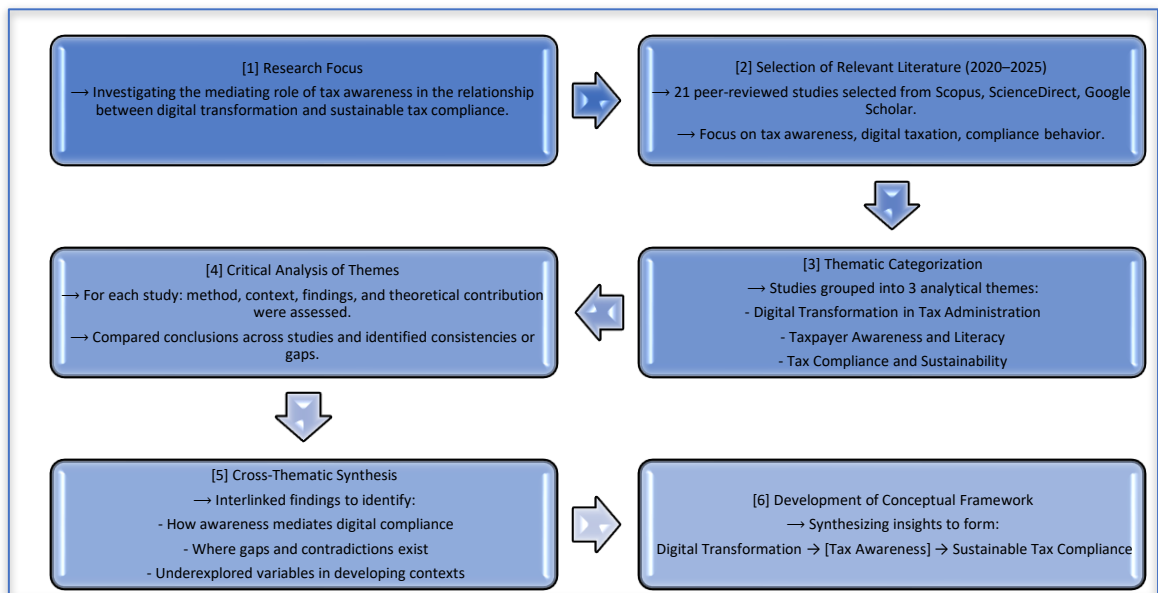 [1] Research Focus
→ Investigating the mediating role of tax awareness in the relationship
between digital transformation and sustainable tax compliance.
[2] Selection of Relevant Literature (2020–2025)
→ 21 peer-reviewed studies selected from Scopus, ScienceDirect, Google
Scholar.
→ Focus on tax awareness, digital taxation, compliance behavior.
[3] Thematic Categorization
→ Studies grouped into 3 analytical themes:
- Digital Transformation in Tax Administration
- Taxpayer Awareness and Literacy
- Tax Compliance and Sustainability
[4] Critical Analysis of Themes
→ For each study: method, context, findings, and theoretical contribution
were assessed.
→ Compared conclusions across studies and identified consistencies or
gaps.
[5] Cross-Thematic Synthesis
→ Interlinked findings to identify:
- How awareness mediates digital compliance
- Where gaps and contradictions exist
- Underexplored variables in developing contexts
[6] Development of Conceptual Framework
→ Synthesizing insights to form:
Digital Transformation → [Tax Awareness] → Sustainable Tax Compliance